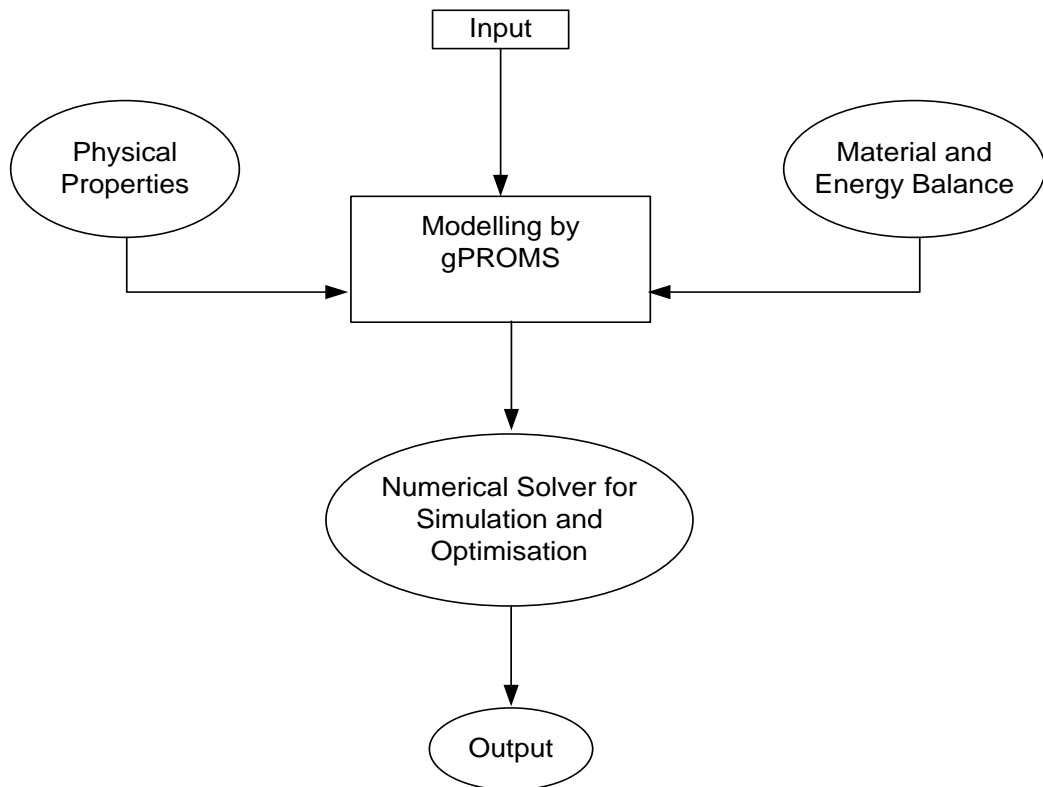 Input
Physical
Properties
Material and
Energy Balance
Modelling by
gPROMS
Numerical Solver for
Simulation and
Optimisation
Output